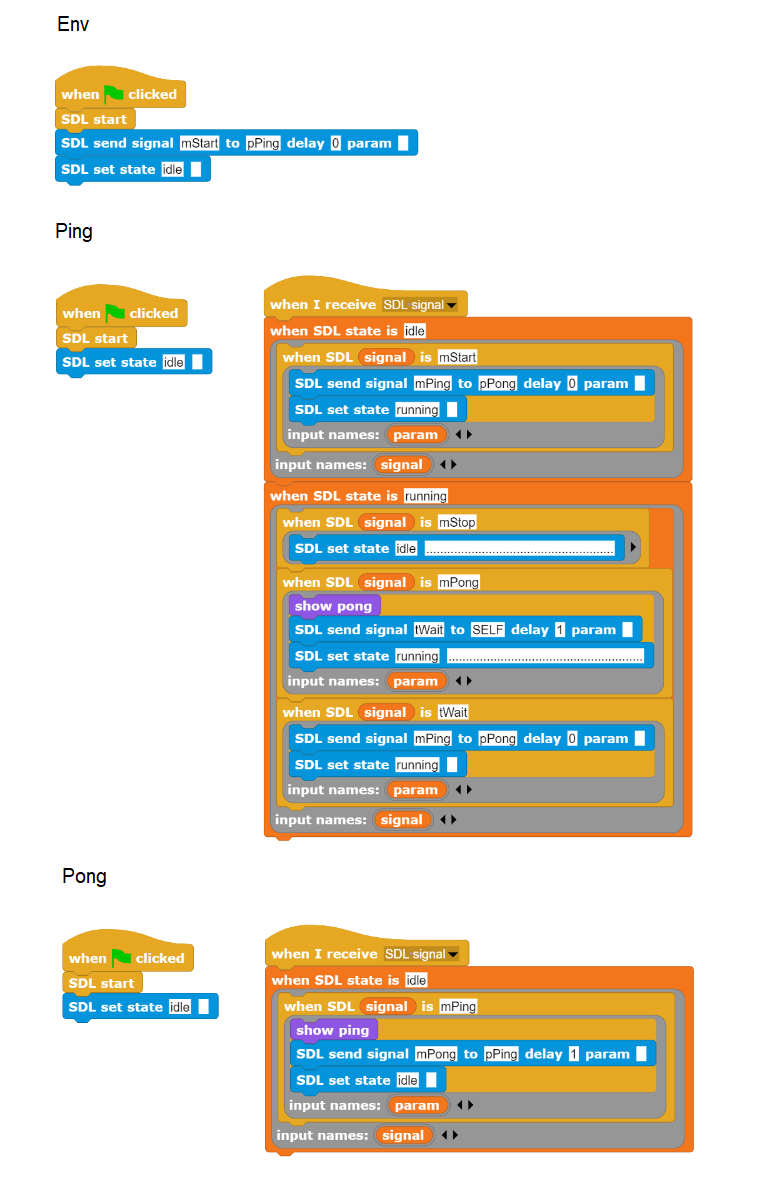 Env
when clicked
SDL start
SDL send signal mStart to pPing delay 0 param
SDL set state idle
Ping
when clicked
SDL start
SDL set state idle
when I receive SDL signal
when SDL state is idle
when SDL signal is mStart
SDL send signal mPing to pPong delay 0 param
SDL set state running
input names: param
input names: signal
when SDL state is running
when SDL signal is mStop
SDL set state idle ......................................................
when SDL signal is mPong
show pong
SDL send signal tWait to SELF delay 1 param
SDL set state running ........................................................
input names: param
when SDL signal is tWait
SDL send signal mPing to pPong delay 0 param
SDL set state running
input names: param
input names: signal
Pong
when clicked
SDL start
SDL set state idle
when I receive SDL signal
when SDL state is idle
when SDL signal is mPing
show ping
SDL send signal mPong to pPing delay 1 param
SDL set state idle
input names: param
input names: signal